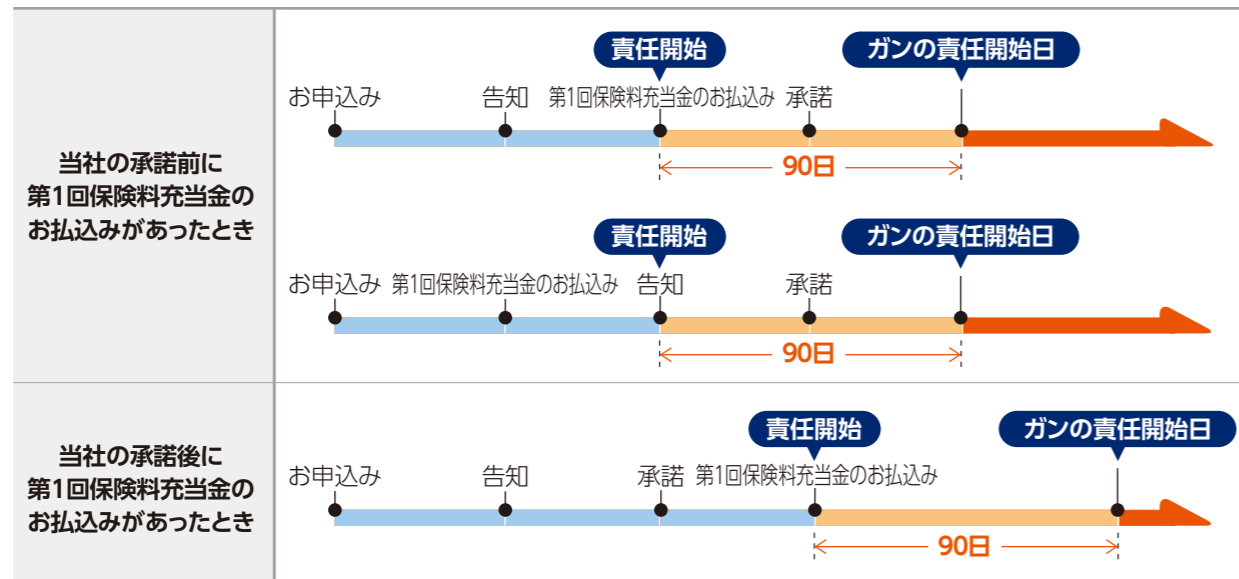 当社の承諾前に
第1回保険料充当金の
お払込みがあったとき
責任開始 ガンの責任開始日
お申込み 告知 第1回保険料充当金のお払込み 承諾
90日
責任開始 ガンの責任開始日
お申込み 第1回保険料充当金のお払込み 告知 承諾
90日
当社の承諾後に
第1回保険料充当金の
お払込みがあったとき
責任開始 ガンの責任開始日
お申込み 告知 承諾 第1回保険料充当金のお払込み
90日